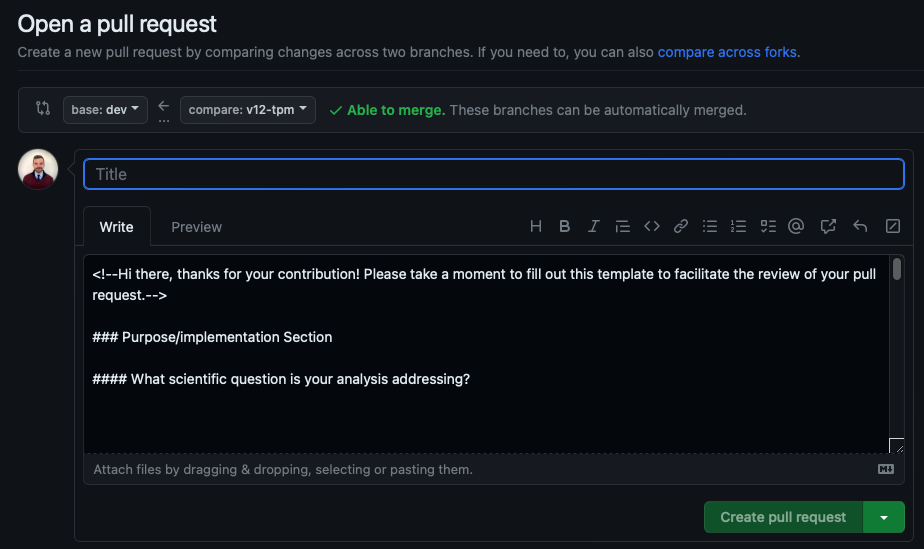 Open a pull request
Create a new pull request by comparing changes across two branches. If you need to, you can also compare across forks.
base: dev
...
compare: v12-tpm
Able to merge. These branches can be automatically merged.
Title
Write
Preview
H B I
<!--Hi there, thanks for your contribution! Please take a moment to fill out this template to facilitate the review of your pull
request.-->
### Purpose/implementation Section
#### What scientific question is your analysis addressing?
Attach files by dragging & dropping, selecting or pasting them.
Create pull request